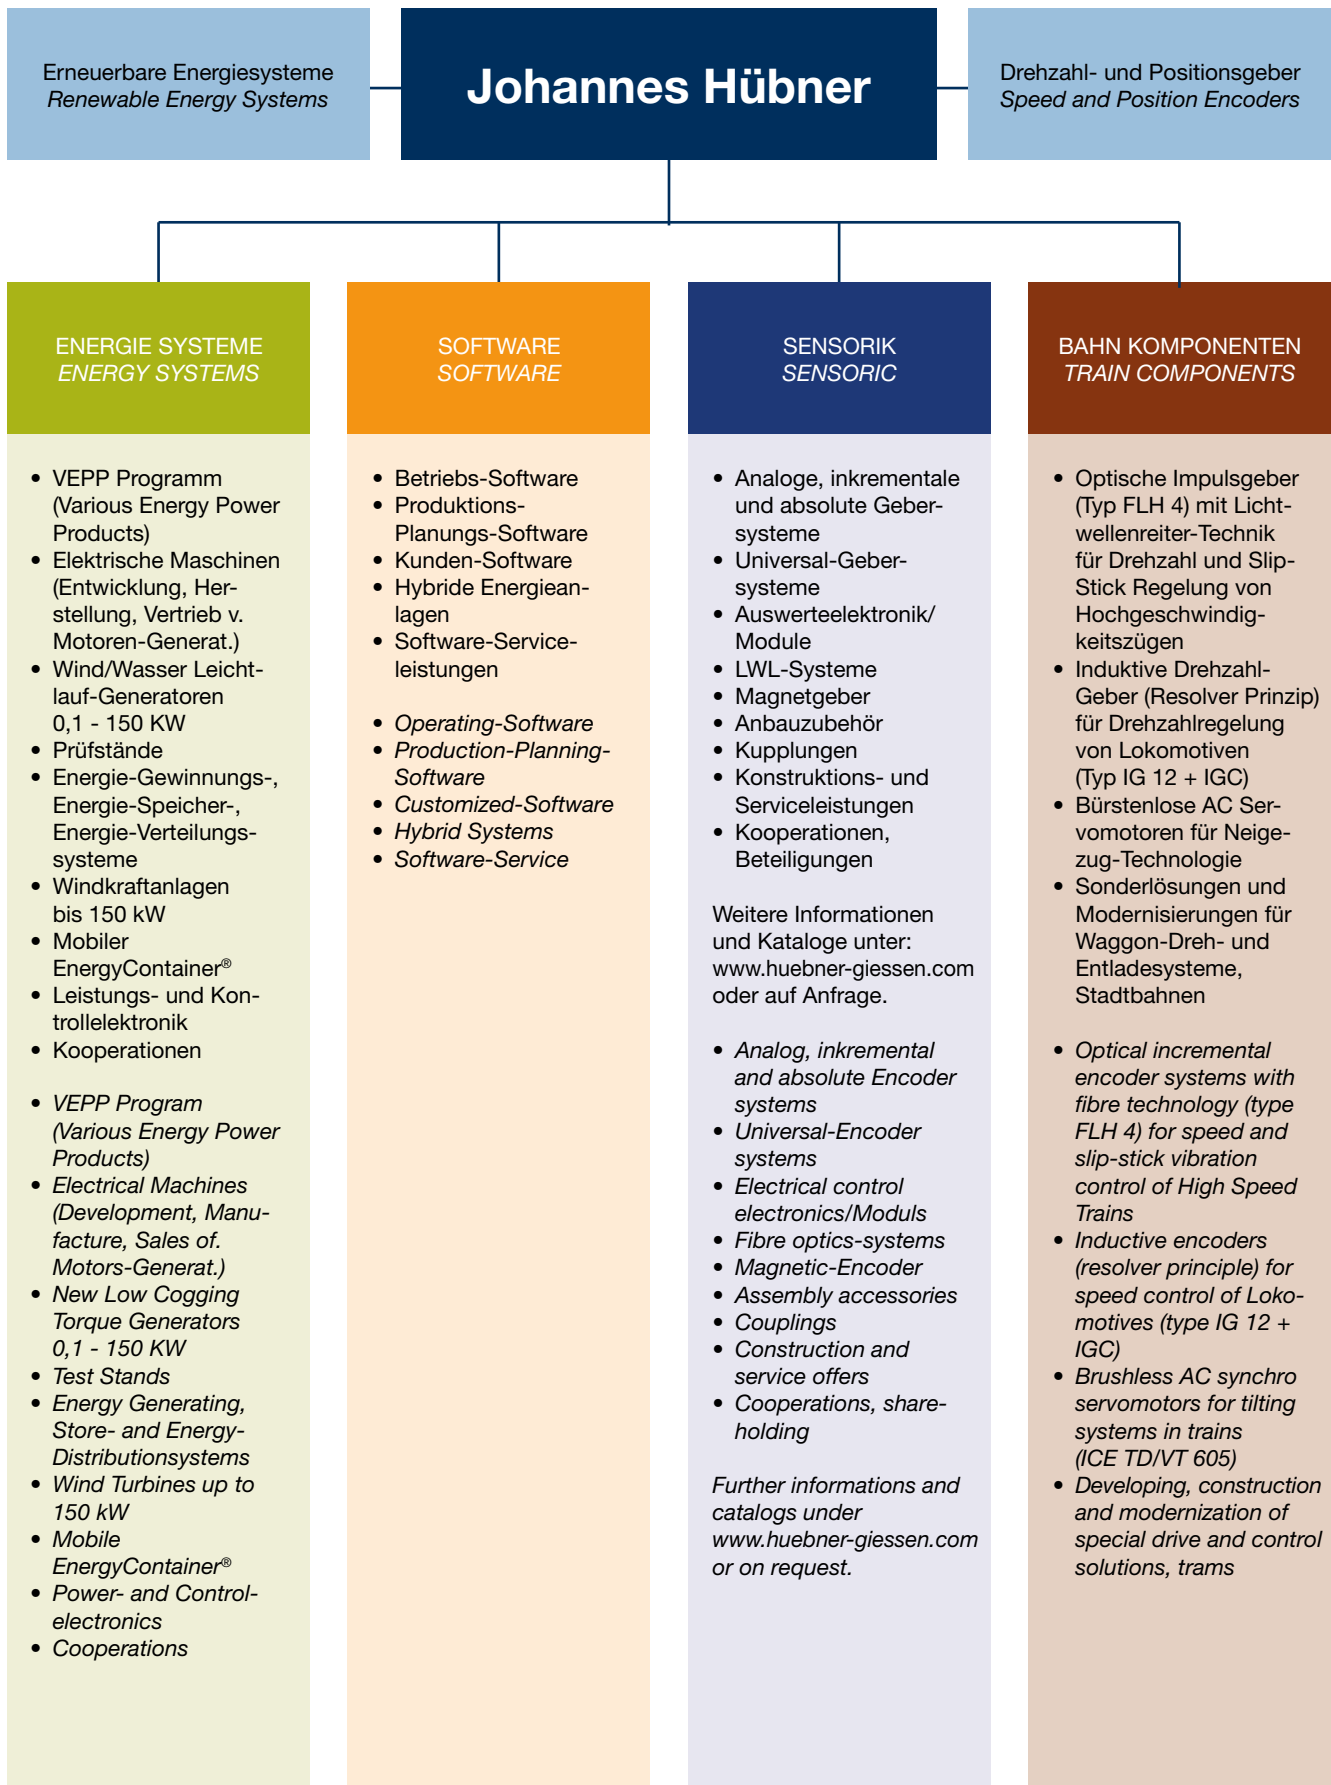 Erneuerbare Energiesysteme
Renewable Energy Systems
Johannes Hübner
Drehzahl- und Positionsgeber
Speed and Position Encoders
ENERGIE SYSTEME
ENERGY SYSTEMS
• VEPP Programm
(Various Energy Power
Products)
• Elektrische Maschinen
(Entwicklung, Her-
stellung, Vertrieb v.
Motoren-Generat.)
• Wind/Wasser Leicht-
lauf-Generatoren
0,1 - 150 KW
• Prüfstände
• Energie-Gewinnungs-,
Energie-Speicher-,
Energie-Verteilungs-
systeme
• Windkraftanlagen
bis 150 kW
• Mobiler
EnergyContainer®
• Leistungs- und Kon-
trollelektronik
• Kooperationen
• VEPP Program
(Various Energy Power
Products)
• Electrical Machines
(Development, Manu-
facture, Sales of.
Motors-Generat.)
• New Low Cogging
Torque Generators
0,1 - 150 KW
• Test Stands
• Energy Generating,
Store- and Energy-
Distributionsystems
• Wind Turbines up to
150 kW
• Mobile
EnergyContainer®
• Power- and Control-
electronics
• Cooperations
SOFTWARE
SOFTWARE
• Betriebs-Software
• Produktions-
Planungs-Software
• Kunden-Software
• Hybride Energiean-
lagen
• Software-Service-
leistungen
• Operating-Software
• Production-Planning-
Software
• Customized-Software
• Hybrid Systems
• Software-Service
SENSORIK
SENSORIC
• Analoge, inkrementale
und absolute Geber-
systeme
• Universal-Geber-
systeme
• Auswerteelektronik/
Module
• LWL-Systeme
• Magnetgeber
• Anbauzubehör
• Kupplungen
• Konstruktions- und
Serviceleistungen
• Kooperationen,
Beteiligungen
Weitere Informationen
und Kataloge unter:
www.huebner-giessen.com
oder auf Anfrage.
• Analog, inkremental
and absolute Encoder
systems
• Universal-Encoder
systems
• Electrical control
electronics/Moduls
• Fibre optics-systems
• Magnetic-Encoder
• Assembly accessories
• Couplings
• Construction and
service offers
• Cooperations, share-
holding
Further informations and
catalogs under
www.huebner-giessen.com
or on request.
BAHN KOMPONENTEN
TRAIN COMPONENTS
• Optische Impulsgeber
(Typ FLH 4) mit Licht-
wellenreiter-Technik
für Drehzahl und Slip-
Stick Regelung von
Hochgeschwindig-
keitszügen
• Induktive Drehzahl-
Geber (Resolver Prinzip)
für Drehzahlregelung
von Lokomotiven
(Typ IG 12 + IGC)
• Bürstenlose AC Ser-
vomotoren für Neige-
zug-Technologie
• Sonderlösungen und
Modernisierungen für
Waggon-Dreh- und
Entladesysteme,
Stadtbahnen
• Optical incremental
encoder systems with
fibre technology (type
FLH 4) for speed and
slip-stick vibration
control of High Speed
Trains
• Inductive encoders
(resolver principle) for
speed control of Loko-
motives (type IG 12 +
IGC)
• Brushless AC synchro
servomotors for tilting
systems in trains
(ICE TD/VT 605)
• Developing, construction
and modernization of
special drive and control
solutions, trams